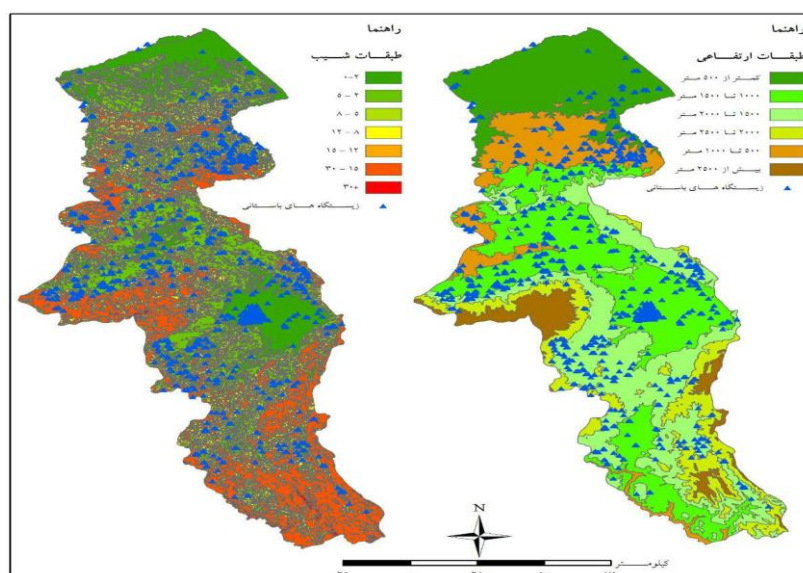 راهنما
طبقات شیب
۰-۲
۵ - ۲
۸ - ۵
۱۲ - ۸
۱۵ - ۱۲
۳۰ - ۱۵
۳۰+
زیستگاه های باستانی
راهنما
طبقات ارتفاعی
کمتر از ۵۰۰ متر
۱۰۰۰ تا ۱۵۰۰ متر
۱۵۰۰ تا ۲۰۰۰ متر
۲۰۰۰ تا ۲۵۰۰ متر
۵۰۰ تا ۱۰۰۰ متر
بیش از ۲۵۰۰ متر
زیستگاه های باستانی
N
کیلومتر